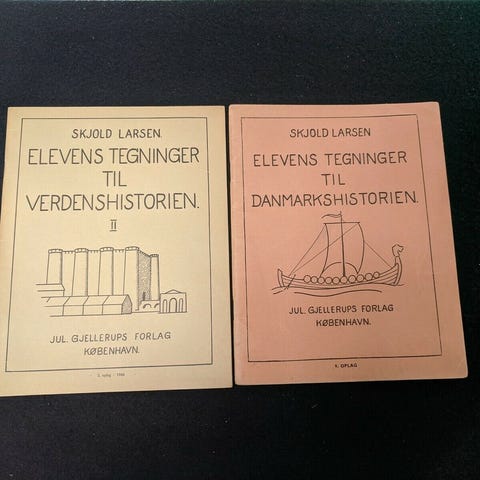 SKJOLD LARSEN.
ELEVENS TEGNINGER
TIL
VERDENSHISTORIEN.
II
JUL. GJELLERUPS FORLAG
KØBENHAVN.
SKJOLD LARSEN
ELEVENS TEGNINGER
TIL
DANMARKSHISTORIEN.
JUL. GJELLERUPS FORLAG
KØBENHAVN.
OPLAG